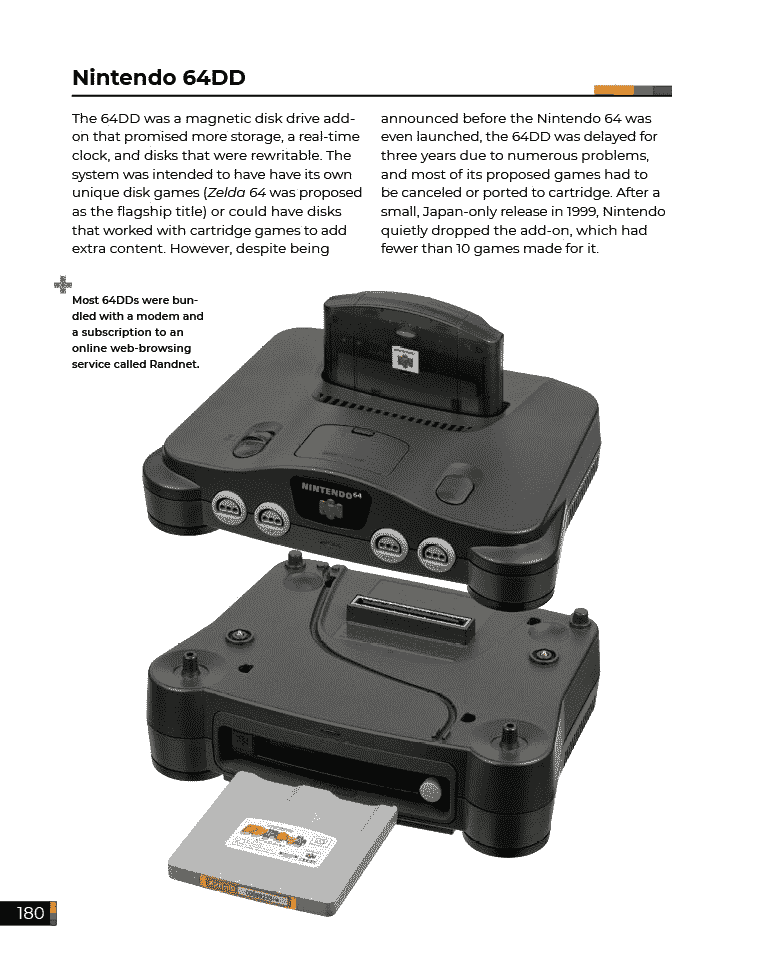 Nintendo 64DD
The 64DD was a magnetic disk drive add-
on that promised more storage, a real-time
clock, and disks that were rewritable. The
system was intended to have have its own
unique disk games (Zelda 64 was proposed
as the flagship title) or could have disks
that worked with cartridge games to add
extra content. However, despite being
announced before the Nintendo 64 was
even launched, the 64DD was delayed for
three years due to numerous problems,
and most of its proposed games had to
be canceled or ported to cartridge. After a
small, Japan-only release in 1999, Nintendo
quietly dropped the add-on, which had
fewer than 10 games made for it.
Most 64DDs were bun-
dled with a modem and
a subscription to an
online web-browsing
service called Randnet.
NINTENDO 64
180